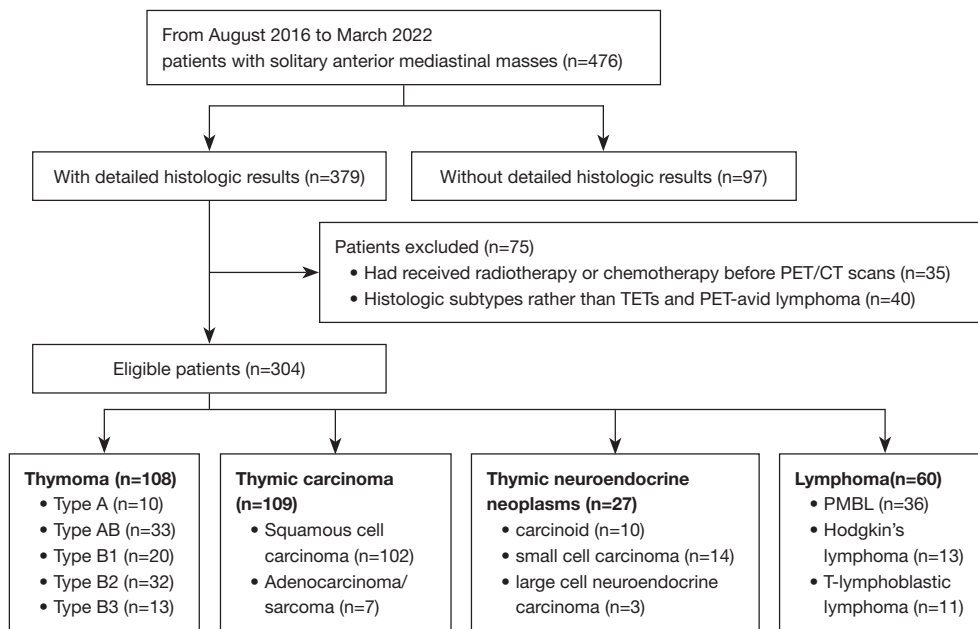 From August 2016 to March 2022
patients with solitary anterior mediastinal masses (n=476)
With detailed histologic results (n=379)
Without detailed histologic results (n=97)
Patients excluded (n=75)
• Had received radiotherapy or chemotherapy before PET/CT scans (n=35)
• Histologic subtypes rather than TETs and PET-avid lymphoma (n=40)
Eligible patients (n=304)
Thymoma (n=108)
• Type A (n=10)
• Type AB (n=33)
• Type B1 (n=20)
• Type B2 (n=32)
• Type B3 (n=13)
Thymic carcinoma
(n=109)
• Squamous cell
carcinoma (n=102)
• Adenocarcinoma/
sarcoma (n=7)
Thymic neuroendocrine
neoplasms (n=27)
• carcinoid (n=10)
• small cell carcinoma (n=14)
• large cell neuroendocrine
carcinoma (n=3)
Lymphoma(n=60)
• PMBL (n=36)
• Hodgkin’s
lymphoma (n=13)
• T-lymphoblastic
lymphoma (n=11)